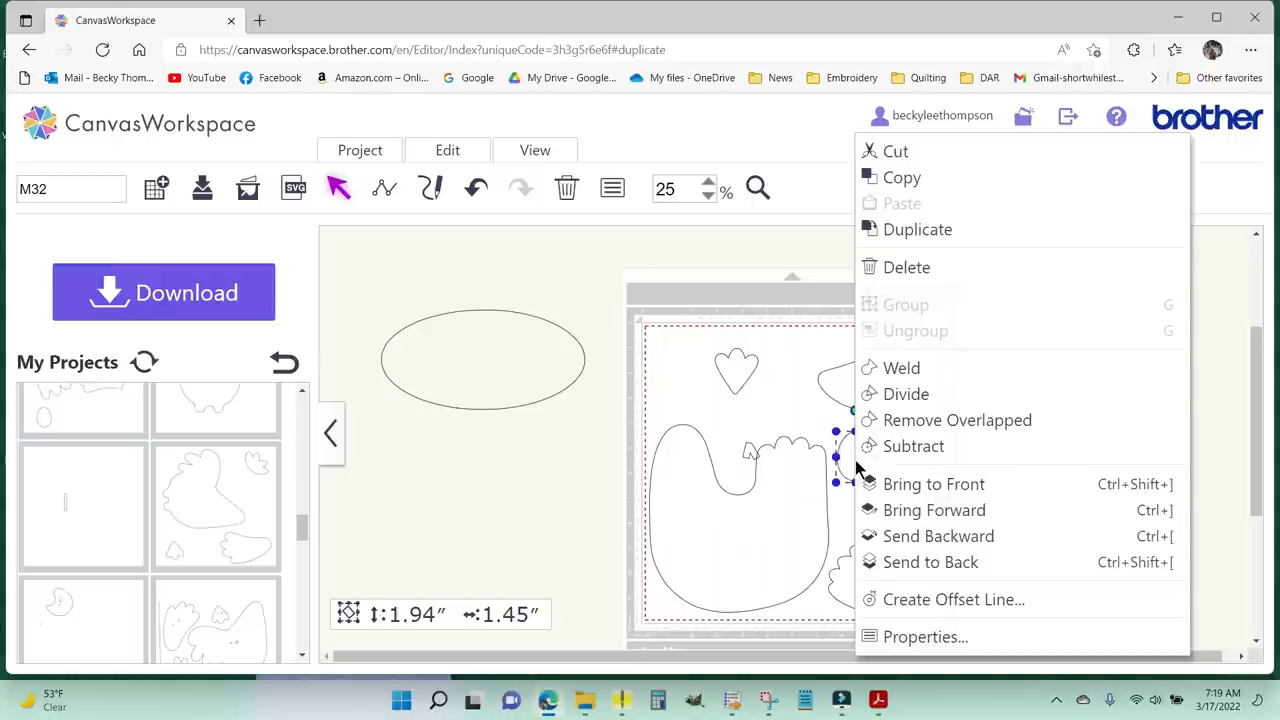 CanvasWorkspace
https://canvasworkspace.brother.com/en/Editor/Index?uniqueCode=3h3g5r6e6f#duplicate
Mail - Becky Thom... YouTube Facebook Amazon.com – Onli... Google My Drive - Google... My files - OneDrive News Embroidery Quilting DAR Gmail-shortwhilest... Other favorites
CanvasWorkspace
beckyleethompson
brother
Project Edit View
M32
SVG
25 %
Download
My Projects
Cut
Copy
Paste
Duplicate
Delete
Group G
Ungroup G
Weld
Divide
Remove Overlapped
Subtract
Bring to Front Ctrl+Shift+]
Bring Forward Ctrl+]
Send Backward Ctrl+[
Send to Back Ctrl+Shift+[
Create Offset Line...
Properties...
↕:1.94” ↔:1.45”
53°F
Clear
7:19 AM
3/17/2022